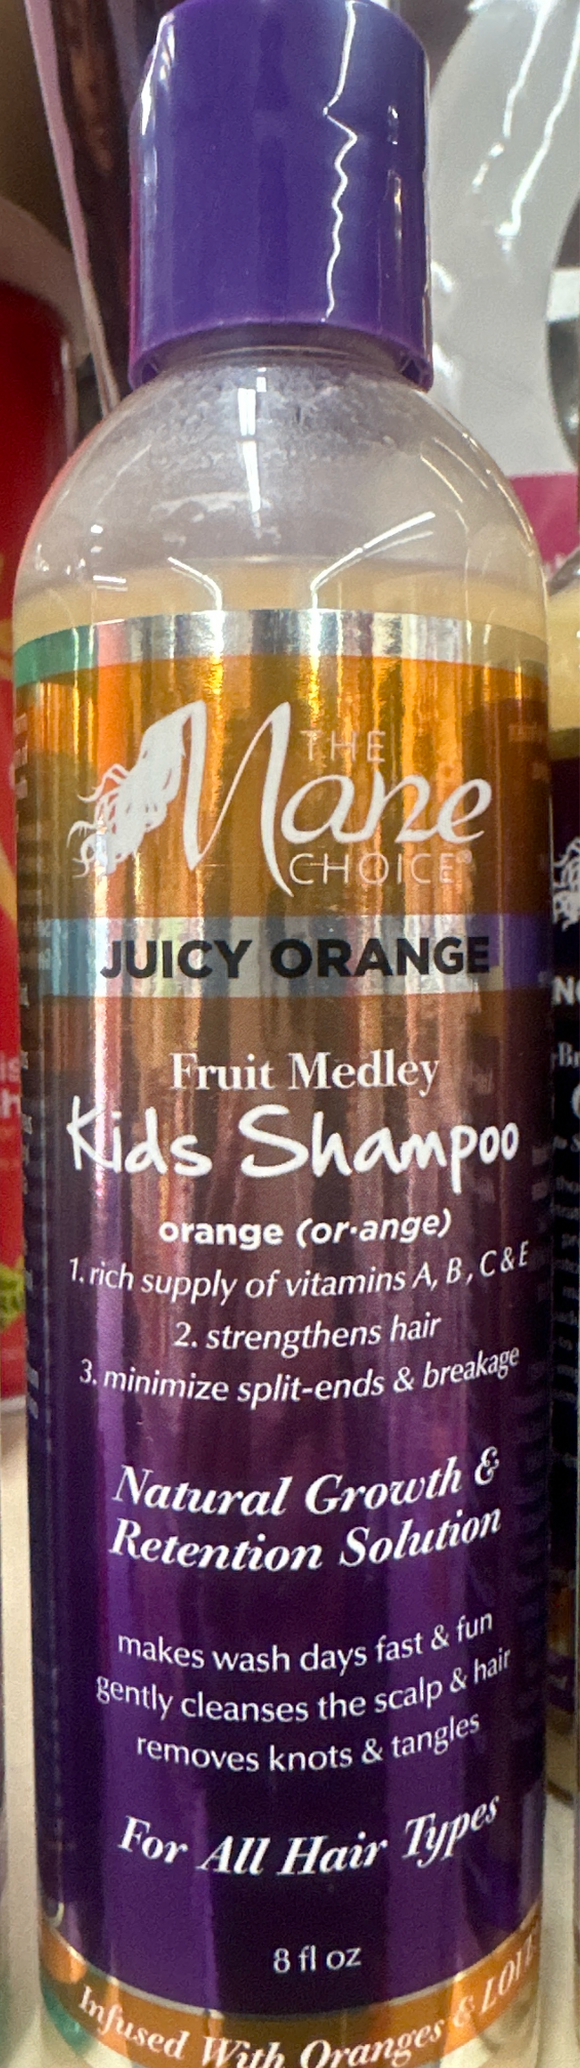 THE
Mane
CHOICE®
JUICY ORANGE
Fruit Medley
Kids Shampoo
orange (or·ange)
1. rich supply of vitamins A, B, C & E
2. strengthens hair
3. minimize split-ends & breakage
Natural Growth &
Retention Solution
makes wash days fast & fun
gently cleanses the scalp & hair
removes knots & tangles
For All Hair Types
8 fl oz
Infused With Oranges & LOVE